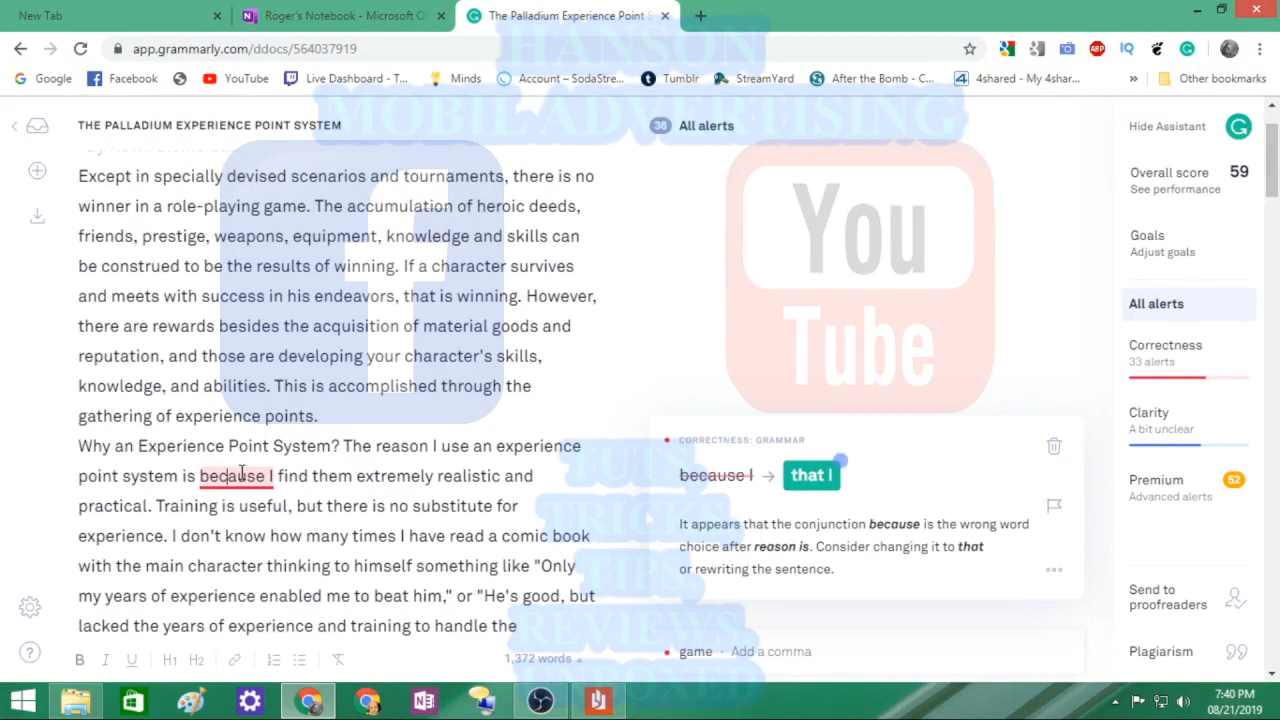 New Tab
Roger's Notebook - Microsoft O
The Palladium Experience Point S
app.grammarly.com/ddocs/564037919
Google
Facebook
YouTube
Live Dashboard - T...
Minds
Account – SodaStre...
Tumblr
StreamYard
After the Bomb - C...
4shared - My 4shar...
Other bookmarks
HANSON
MOBIL ADVERTISING
THE PALLADIUM EXPERIENCE POINT SYSTEM
Except in specially devised scenarios and tournaments, there is no
winner in a role-playing game. The accumulation of heroic deeds,
friends, prestige, weapons, equipment, knowledge and skills can
be construed to be the results of winning. If a character survives
and meets with success in his endeavors, that is winning. However,
there are rewards besides the acquisition of material goods and
reputation, and those are developing your character's skills,
knowledge, and abilities. This is accomplished through the
gathering of experience points.
Why an Experience Point System? The reason I use an experience
point system is because I find them extremely realistic and
practical. Training is useful, but there is no substitute for
experience. I don't know how many times I have read a comic book
with the main character thinking to himself something like "Only
my years of experience enabled me to beat him," or "He's good, but
lacked the years of experience and training to handle the
B I U H1 H2
1,372 words
36 All alerts
You
Tube
CORRECTNESS: GRAMMAR
because I → that I
It appears that the conjunction because is the wrong word
choice after reason is. Consider changing it to that
or rewriting the sentence.
game · Add a comma
TUTS,
TRICKS
TIPS,
REVIEWS,
UNBOXED
Hide Assistant
Overall score 59
See performance
Goals
Adjust goals
All alerts
Correctness
33 alerts
Clarity
A bit unclear
Premium 52
Advanced alerts
Send to
proofreaders
Plagiarism
7:40 PM
08/21/2019